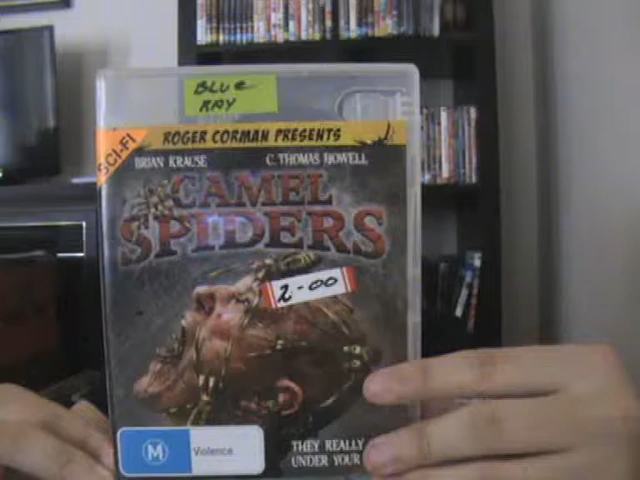 BLUE
RAY
SCI-FI
ROGER CORMAN PRESENTS
BRIAN KRAUSE
C. THOMAS HOWELL
CAMEL
SPIDERS
2-00
M
Violence
THEY REALLY
UNDER YOUR